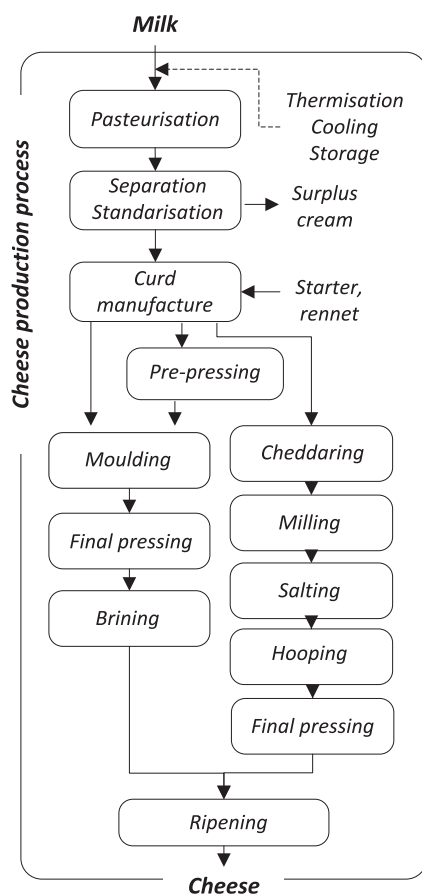 Milk
Cheese production process
Thermisation
Cooling
Storage
Pasteurisation
Separation
Standarisation
Surplus
cream
Curd
manufacture
Starter,
rennet
Pre-pressing
Moulding
Cheddaring
Final pressing
Milling
Brining
Salting
Hooping
Final pressing
Ripening
Cheese